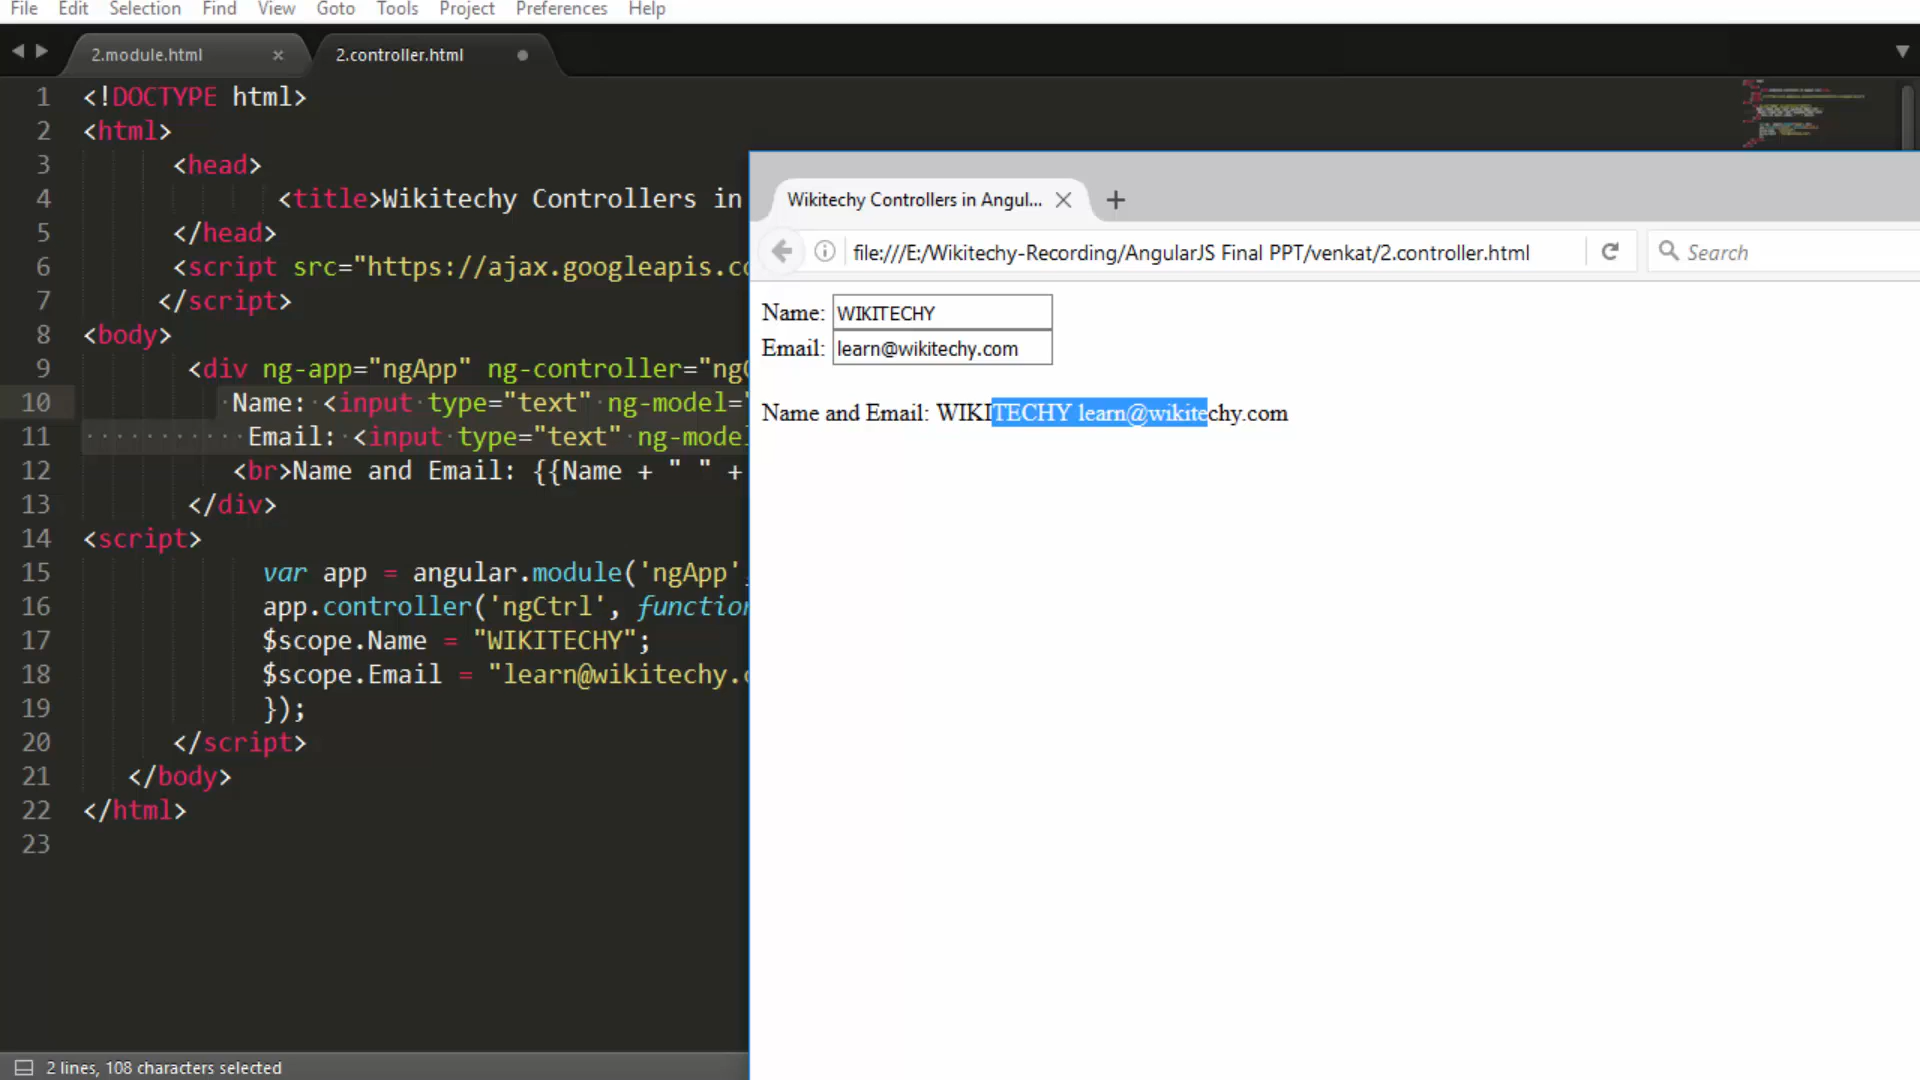 File Edit Selection Find View Goto Tools Project Preferences Help
2.module.html × 2.controller.html
1 <!DOCTYPE html>
2 <html>
3 <head>
4 <title>Wikitechy Controllers in
5 </head>
6 <script src="https://ajax.googleapis.co
7 </script>
8 <body>
9 <div ng-app="ngApp" ng-controller="ngC
10 Name: <input type="text" ng-model="
11 Email: <input type="text" ng-model
12 <br>Name and Email: {{Name + " " +
13 </div>
14 <script>
15 var app = angular.module('ngApp',
16 app.controller('ngCtrl', function
17 $scope.Name = "WIKITECHY";
18 $scope.Email = "learn@wikitechy.c
19 });
20 </script>
21 </body>
22 </html>
23
2 lines, 108 characters selected
Wikitechy Controllers in Angul...
file:///E:/Wikitechy-Recording/AngularJS Final PPT/venkat/2.controller.html
Search
Name: WIKITECHY
Email: learn@wikitechy.com
Name and Email: WIKITECHY learn@wikitechy.com